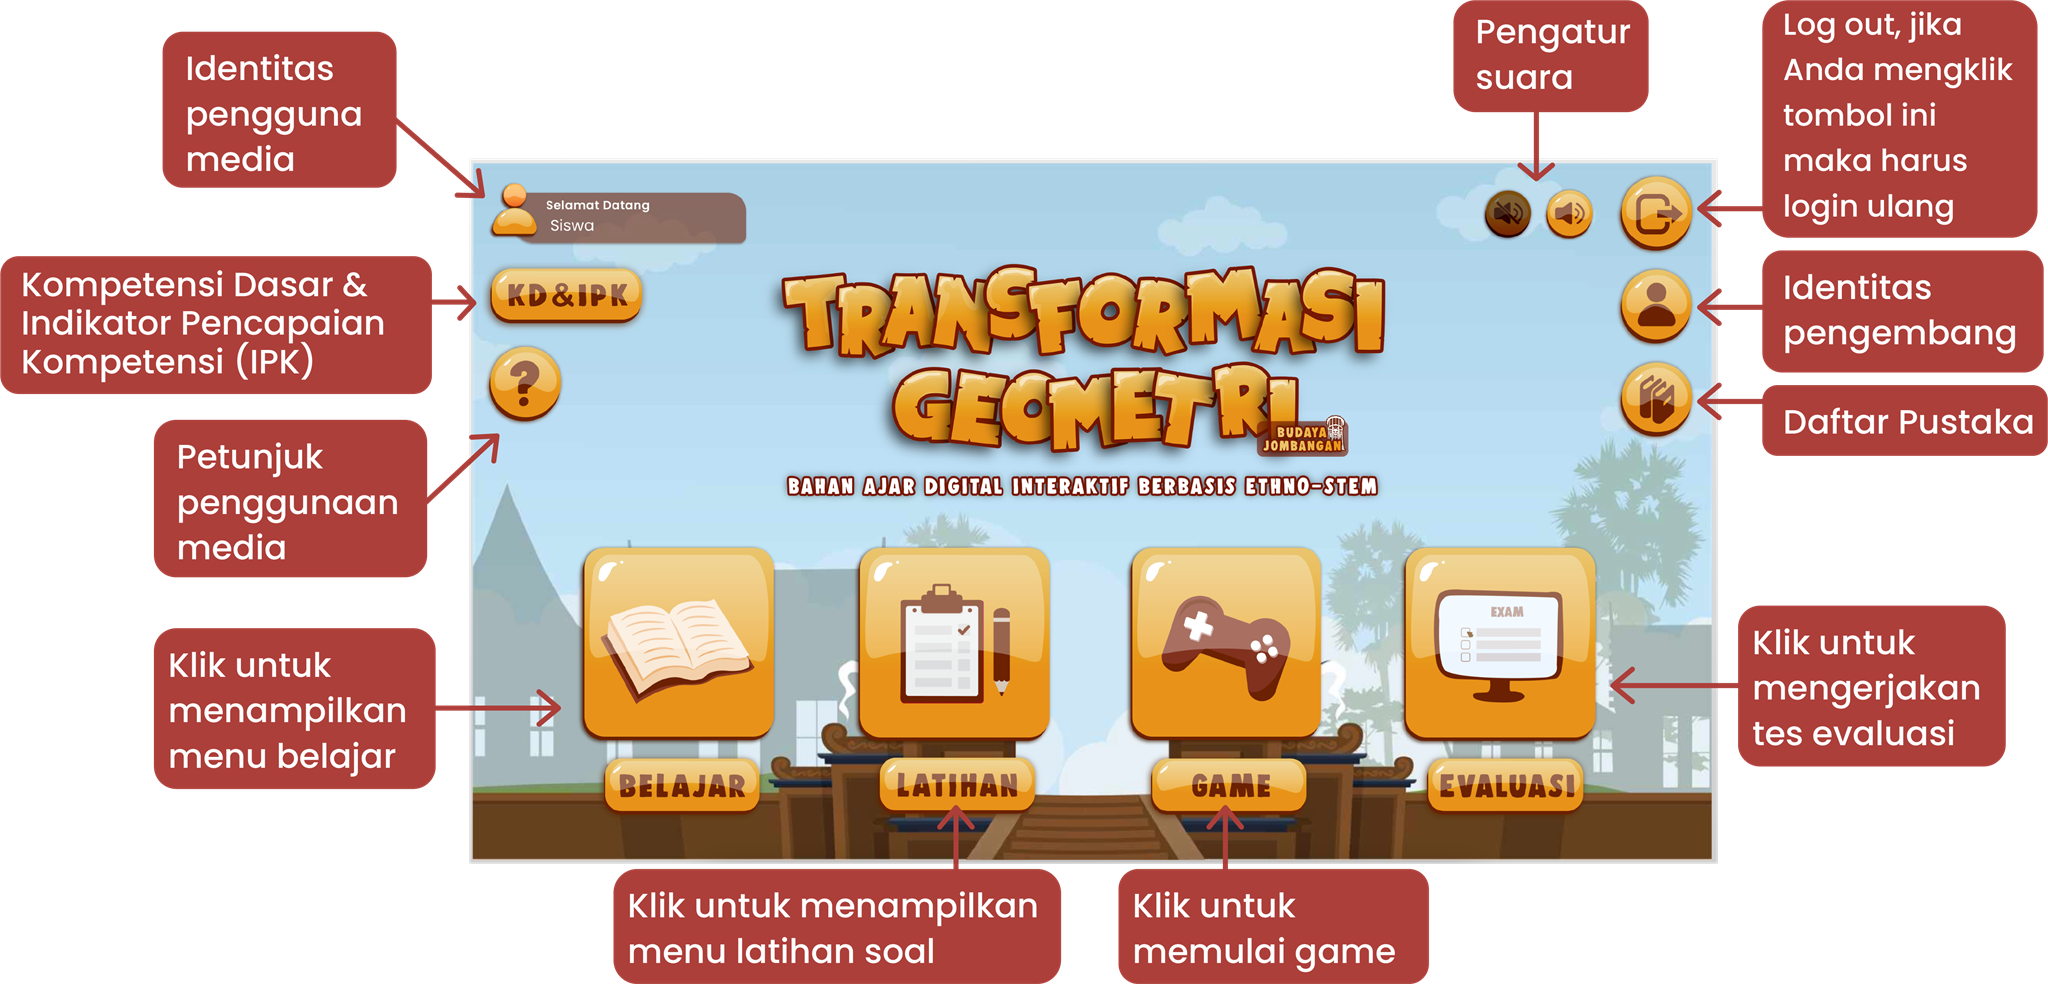 Identitas
pengguna
media
Pengatur
suara
Log out, jika
Anda mengklik
tombol ini
maka harus
login ulang
Selamat Datang
Siswa
Kompetensi Dasar &
Indikator Pencapaian
Kompetensi (IPK)
KD&IPK
TRANSFORMASI
GEOMETRI
BUDAYA
JOMBANGAN
BAHAN AJAR DIGITAL INTERAKTIF BERBASIS ETHNO-STEM
Identitas
pengembang
?
Daftar Pustaka
Petunjuk
penggunaan
media
EXAM
Klik untuk
menampilkan
menu belajar
Klik untuk
mengerjakan
tes evaluasi
BELAJAR
LATIHAN
GAME
EVALUASI
Klik untuk menampilkan
menu latihan soal
Klik untuk
memulai game